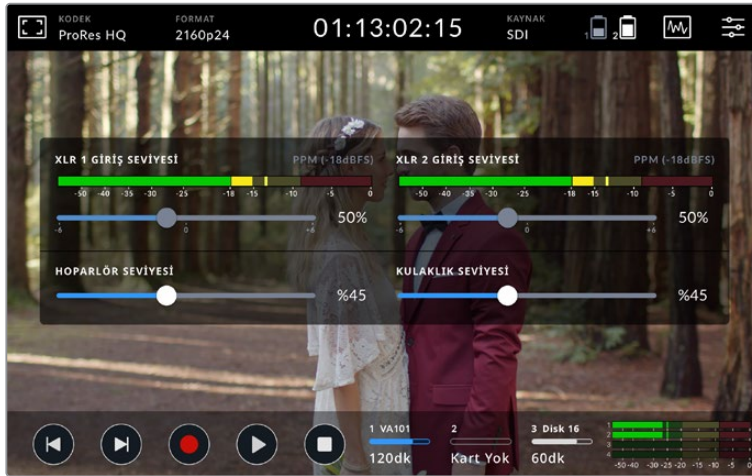 KODEK FORMAT 01:13:02:15 KAYNAK
ProRes HQ 2160p24 SDI 1 2
XLR 1 GİRİŞ SEVİYESİ PPM (-18dBFS)
-50 -40 -35 -30 -25 -18 -15 -10 -5 0
50%
-6 0 +6
XLR 2 GİRİŞ SEVİYESİ PPM (-18dBFS)
-50 -40 -35 -30 -25 -18 -15 -10 -5 0
50%
-6 0 +6
HOPARLÖR SEVİYESİ
%45
KULAKLIK SEVİYESİ
%45
1 VA101
120dk
2
Kart Yok
3 Disk 16
60dk
1
2
3
4
-50 -40 -30 -25 -20 -15 -10 -5 0